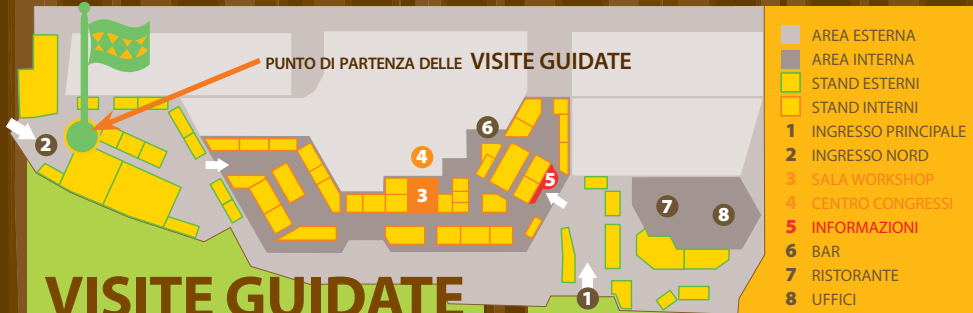 PUNTO DI PARTENZA DELLE VISITE GUIDATE
2
6
4
3
5
7
8
1
VISITE GUIDATE
AREA ESTERNA
AREA INTERNA
STAND ESTERNI
STAND INTERNI
1 INGRESSO PRINCIPALE
2 INGRESSO NORD
3 SALA WORKSHOP
4 CENTRO CONGRESSI
5 INFORMAZIONI
6 BAR
7 RISTORANTE
8 UFFICI